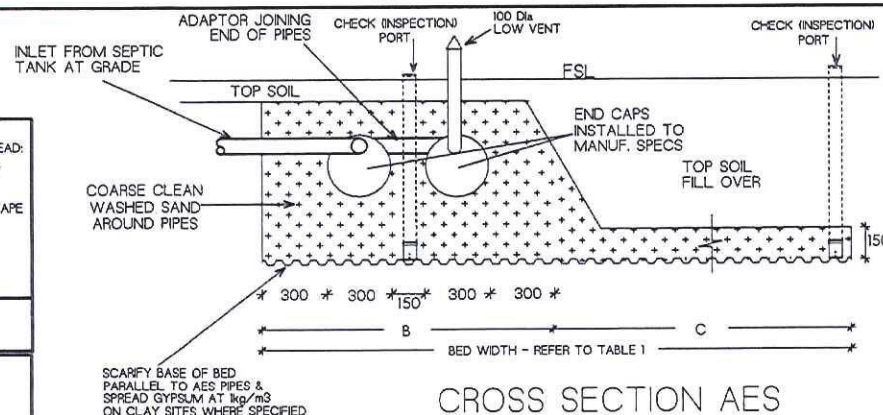 ADAPTOR JOINING
END OF PIPES
CHECK (INSPECTION)
PORT
100 Dia
LOW VENT
CHECK (INSPECTION)
PORT
INLET FROM SEPTIC
TANK AT GRADE
FSL
TOP SOIL
EAD:
APE
END CAPS
INSTALLED TO
MANUF. SPECS
TOP SOIL
FILL OVER
COARSE CLEAN
WASHED SAND
AROUND PIPES
150
300 300 150 300 300
B C
BED WIDTH - REFER TO TABLE 1
SCARIFY BASE OF BED
PARALLEL TO AES PIPES &
SPREAD GYPSUM AT 1kg/m3
ON CLAY SITES WHERE SPECIFIED
CROSS SECTION AES